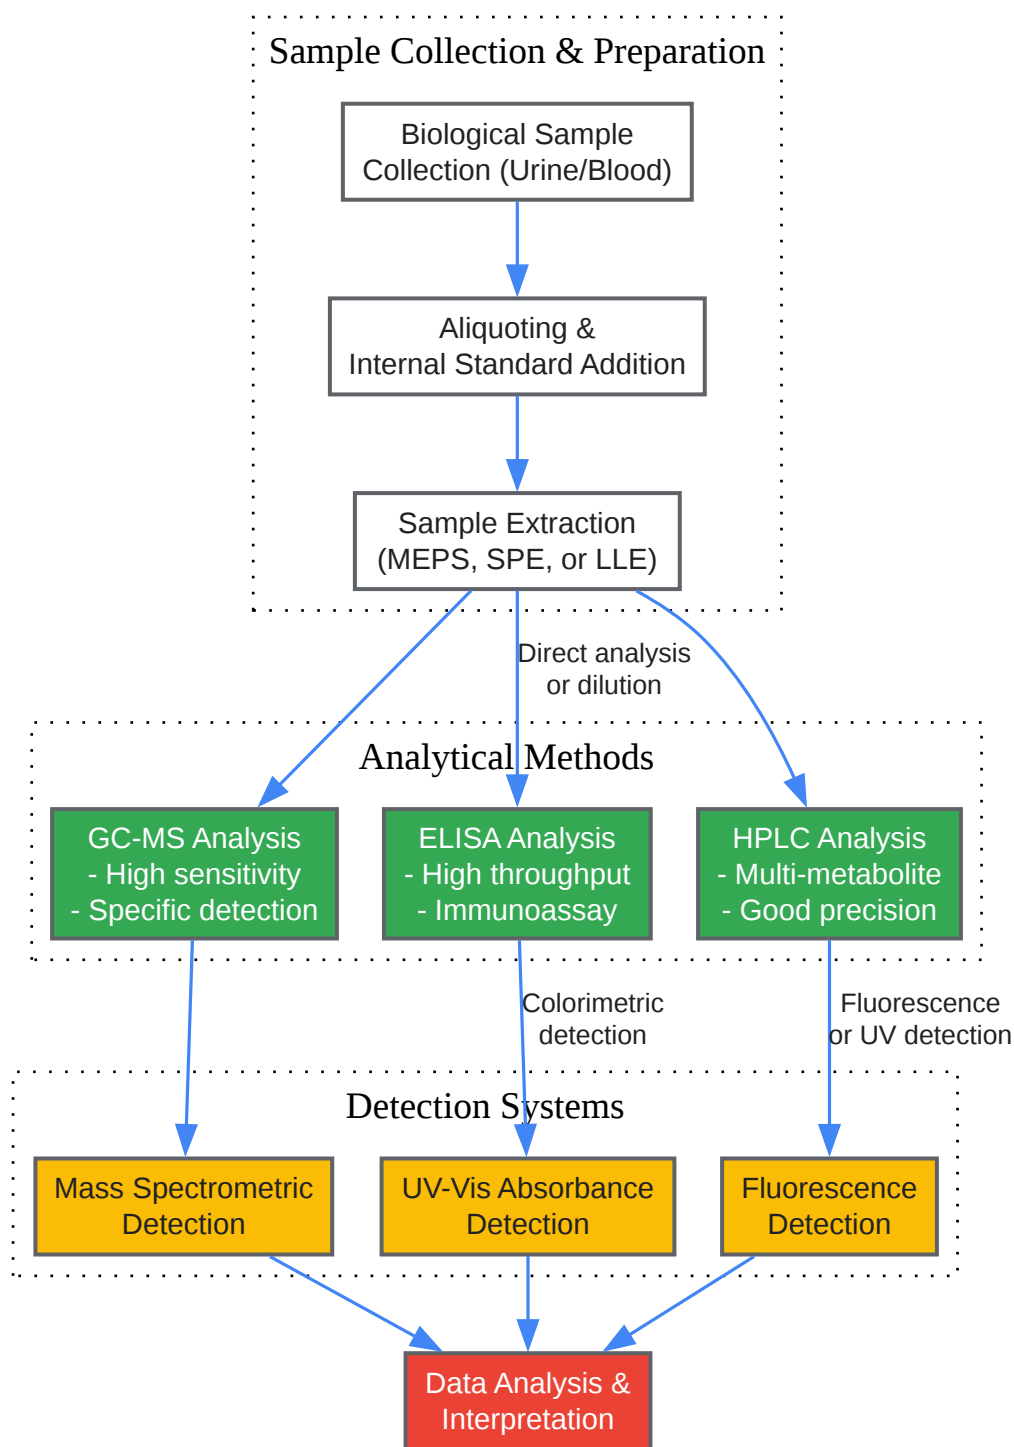 Sample Collection & Preparation
Biological Sample
Collection (Urine/Blood)
Aliquoting &
Internal Standard Addition
Sample Extraction
(MEPS, SPE, or LLE)
Direct analysis
or dilution
Analytical Methods
GC-MS Analysis
- High sensitivity
- Specific detection
ELISA Analysis
- High throughput
- Immunoassay
HPLC Analysis
- Multi-metabolite
- Good precision
Colorimetric
detection
Fluorescence
or UV detection
Detection Systems
Mass Spectrometric
Detection
UV-Vis Absorbance
Detection
Fluorescence
Detection
Data Analysis &
Interpretation